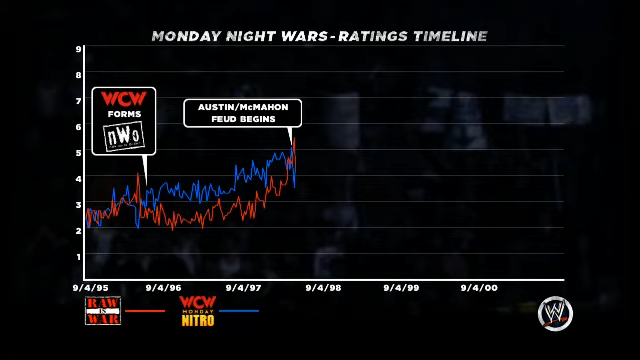 MONDAY NIGHT WARS - RATINGS TIMELINE
9
8
7
6
5
4
3
2
1
WCW
FORMS
nWo
AUSTIN/McMAHON
FEUD BEGINS
9/4/95 9/4/96 9/4/97 9/4/98 9/4/99 9/4/00
RAW
IS
WAR
WCW
MONDAY
NITRO
W